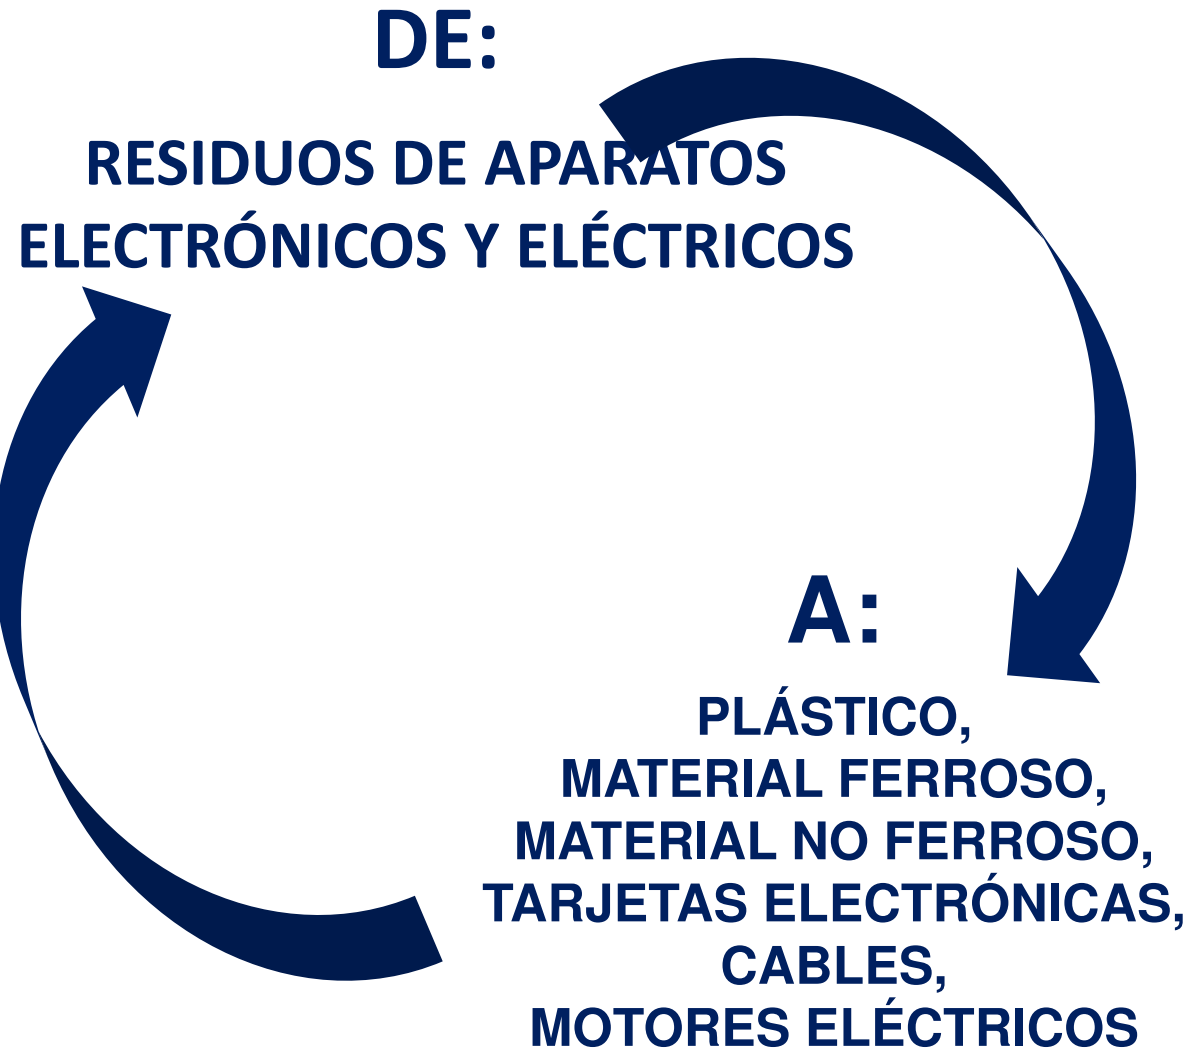 DE:
RESIDUOS DE APARATOS
ELECTRÓNICOS Y ELÉCTRICOS
A:
PLÁSTICO,
MATERIAL FERROSO,
MATERIAL NO FERROSO,
TARJETAS ELECTRÓNICAS,
CABLES,
MOTORES ELÉCTRICOS